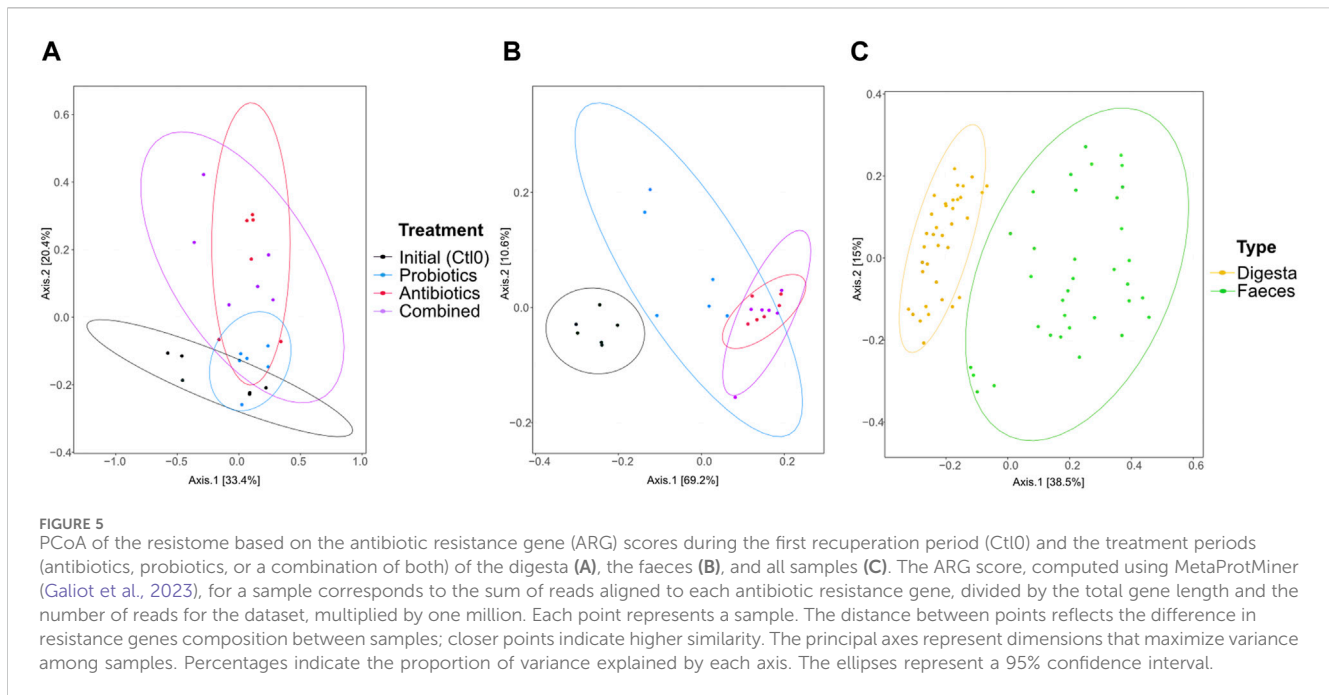 A
B
C
0.6
0.4
0.2
0.0
−0.2
−0.4
Axis.2 [20.4%]
−1.0
−0.5
0.0
0.5
1.0
Axis.1 [33.4%]
Treatment
Initial (Ctl0)
Probiotics
Antibiotics
Combined
0.2
0.0
−0.2
Axis.2 [10.6%]
−0.4
−0.2
0.0
0.2
Axis.1 [69.2%]
0.4
0.2
0.0
−0.2
−0.4
Axis.2 [15%]
−0.2
0.0
0.2
0.4
0.6
Axis.1 [38.5%]
Type
Digesta
Faeces
FIGURE 5
PCoA of the resistome based on the antibiotic resistance gene (ARG) scores during the first recuperation period (Ctl0) and the treatment periods
(antibiotics, probiotics, or a combination of both) of the digesta (A), the faeces (B), and all samples (C). The ARG score, computed using MetaProtMiner
(Galiot et al., 2023), for a sample corresponds to the sum of reads aligned to each antibiotic resistance gene, divided by the total gene length and the
number of reads for the dataset, multiplied by one million. Each point represents a sample. The distance between points reflects the difference in
resistance genes composition between samples; closer points indicate higher similarity. The principal axes represent dimensions that maximize variance
among samples. Percentages indicate the proportion of variance explained by each axis. The ellipses represent a 95% confidence interval.